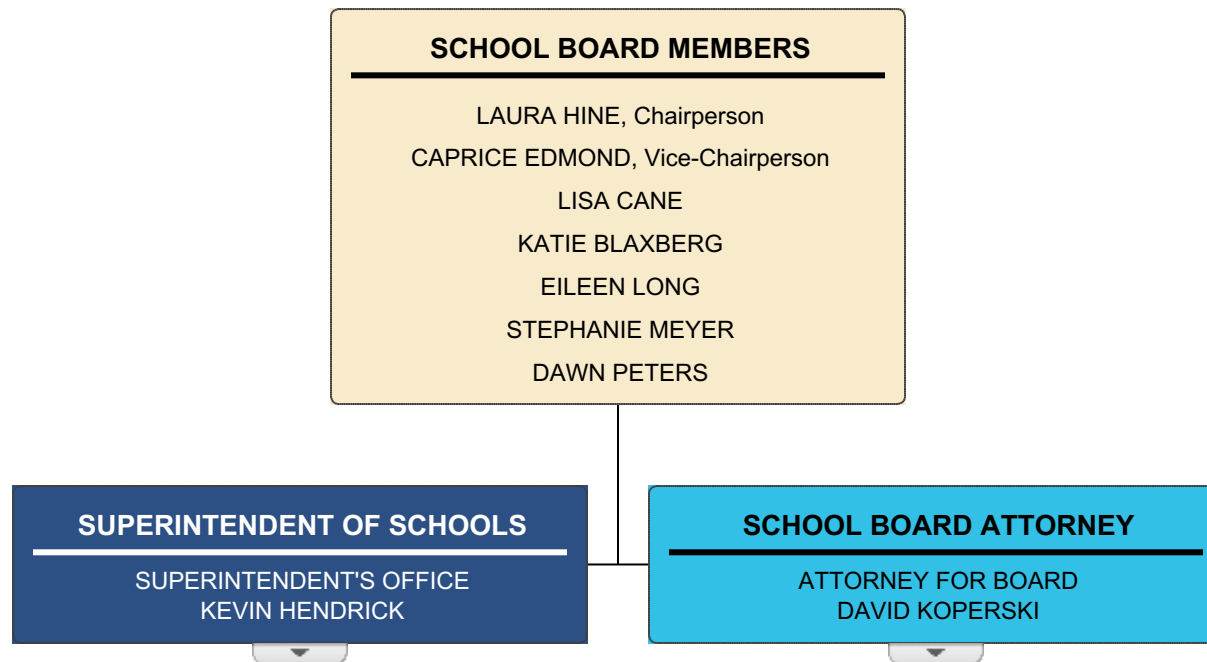 SCHOOL BOARD MEMBERS
LAURA HINE, Chairperson
CAPRICE EDMOND, Vice-Chairperson
LISA CANE
KATIE BLAXBERG
EILEEN LONG
STEPHANIE MEYER
DAWN PETERS
SUPERINTENDENT OF SCHOOLS
SUPERINTENDENT'S OFFICE
KEVIN HENDRICK
SCHOOL BOARD ATTORNEY
ATTORNEY FOR BOARD
DAVID KOPERSKI